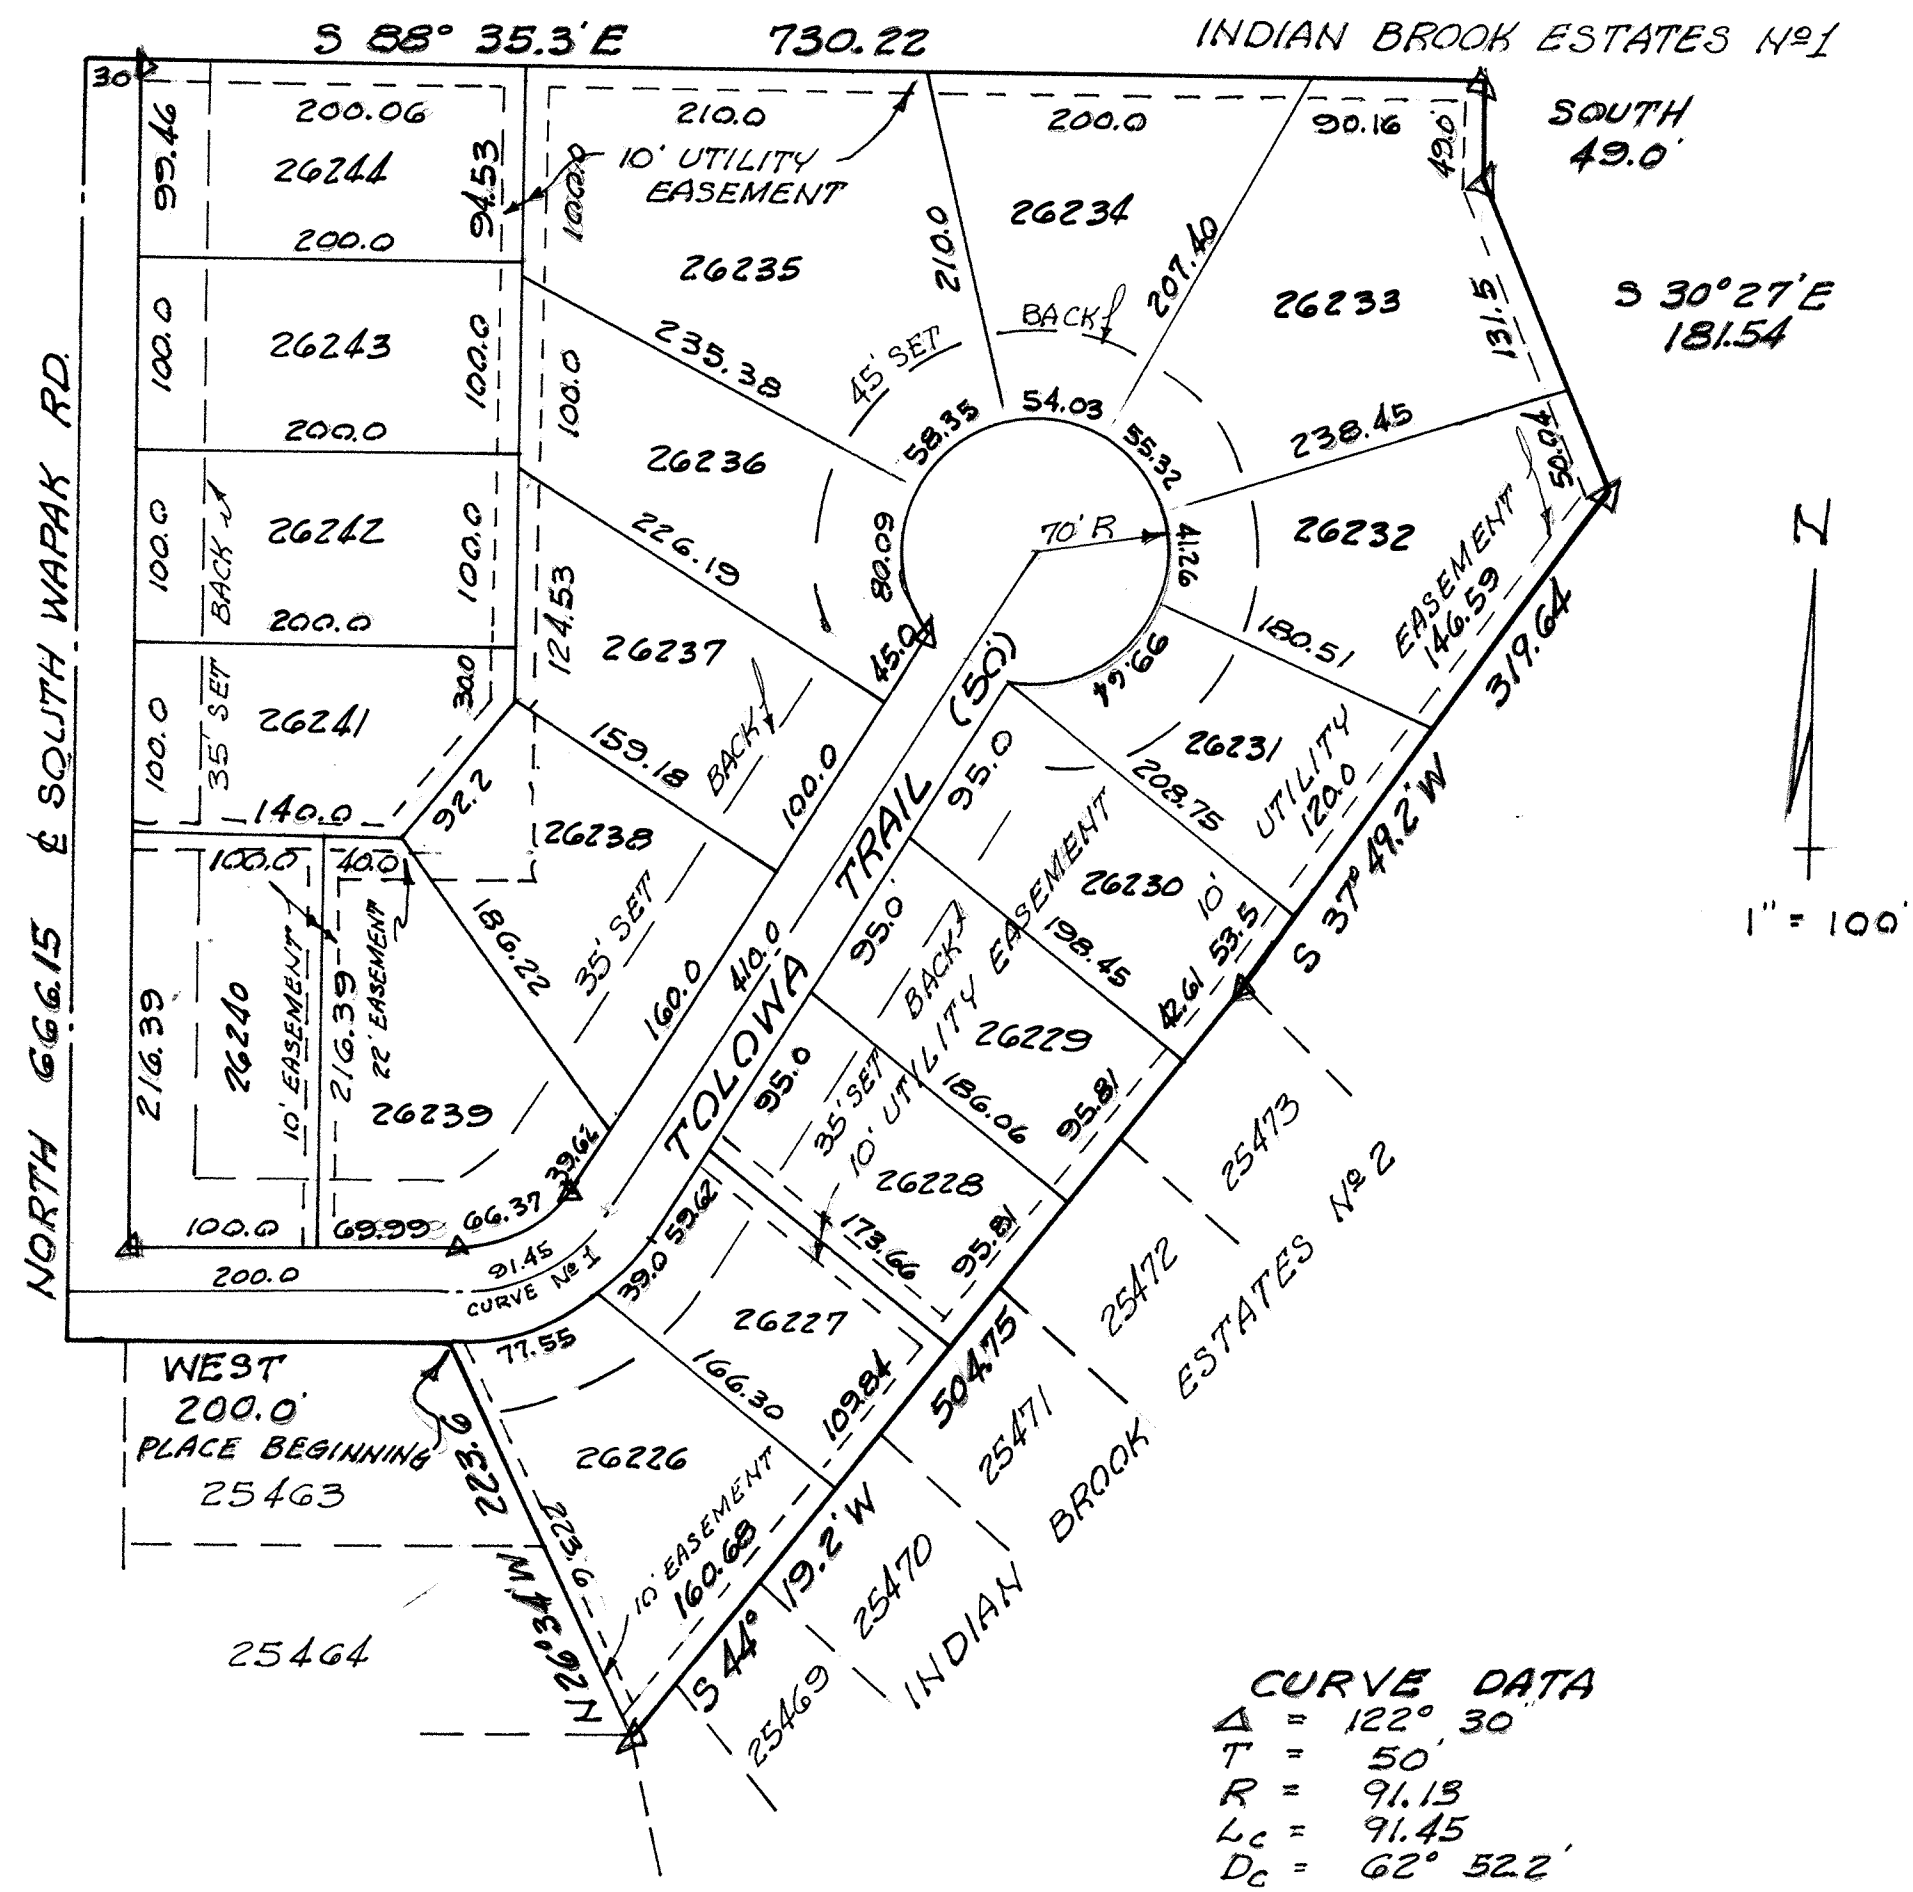 S 88° 35.3' E 730.22
INDIAN BROOK ESTATES Nº1
30
99.46
200.06
26244
94.53
200.0
10' UTILITY
EASEMENT
210.0
100.0
26235
210.0
200.0
26234
207.40
90.16
49.0'
SOUTH
49.0'
26233
131.5
S 30° 27' E
181.54
100.0
26243
100.0
200.0
100.0
235.38
26236
45' SET
BACK
58.35
54.03
55.32
238.45
50.04
100.0
26242
100.0
200.0
35' SET BACK
124.53
226.19
26237
80.09
45.0
70' R
41.26
26232
EASEMENT
146.59
319.64
180.51
99.64
100.0
26241
30.0
140.0
92.2
159.18
BACK
100.0
TOLOWA TRAIL (50')
95.0
26231
208.75
UTILITY
120.0
10'
S 37° 49.2' W
N
1" = 100'
℄ SOUTH WAPAK RD.
NORTH 666.15
216.39
100.0
40.0
26240
10' EASEMENT
216.39
22' EASEMENT
26238
186.22
35' SET
26239
160.0
410.0
95.0'
26230
198.45
53.5
42.61
35' SET BACK
10' UTILITY EASEMENT
26229
186.06
95.81
95.0
26228
173.66
95.81
100.0
69.99
66.37
39.62
200.0
91.45
CURVE Nº 1
59.62
39.0
77.55
26227
166.30
109.84
504.75
WEST
200.0'
PLACE BEGINNING
25463
223.6
26226
223.6
10' EASEMENT
160.68
N 26° 34' W
S 44° 19.2' W
25464
25469
25470
25471
25472
25473
INDIAN BROOK ESTATES Nº 2
CURVE DATA
Δ = 122° 30'
T = 50'
R = 91.13
Lc = 91.45
Dc = 62° 52.2'